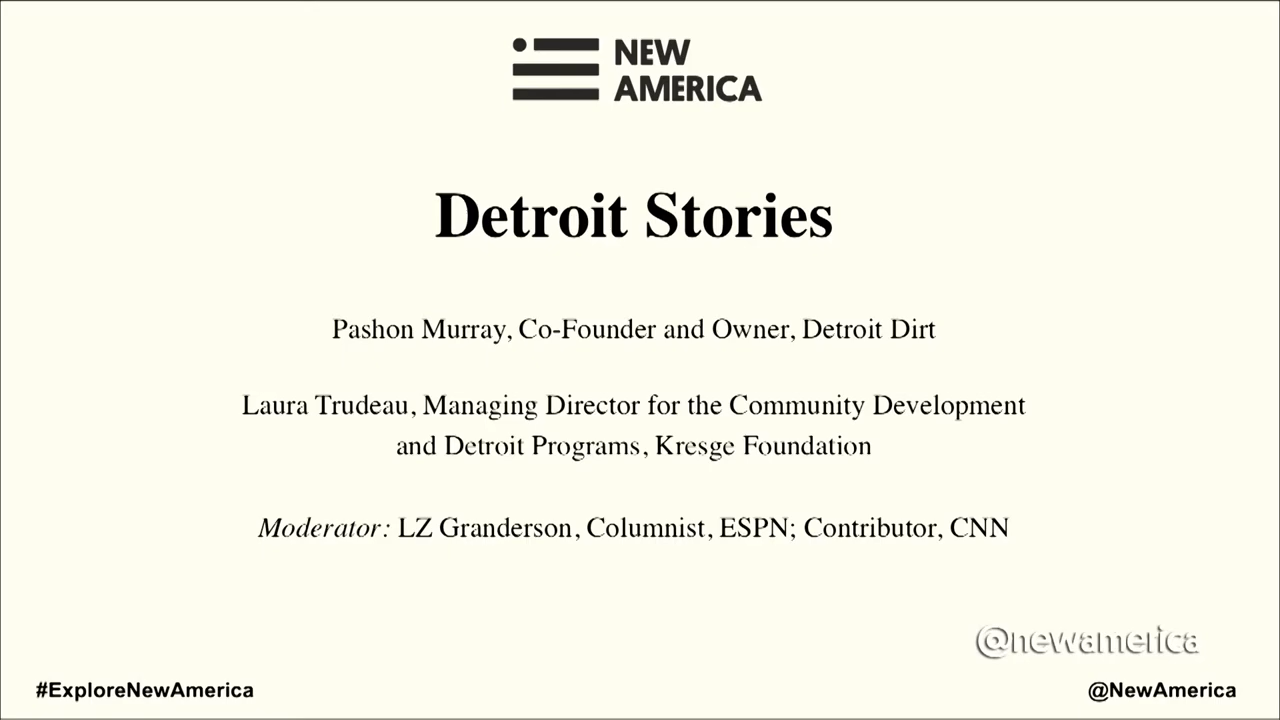 NEW
AMERICA
Detroit Stories
Pashon Murray, Co-Founder and Owner, Detroit Dirt
Laura Trudeau, Managing Director for the Community Development
and Detroit Programs, Kresge Foundation
Moderator: LZ Granderson, Columnist, ESPN; Contributor, CNN
@newamerica
#ExploreNewAmerica
@NewAmerica